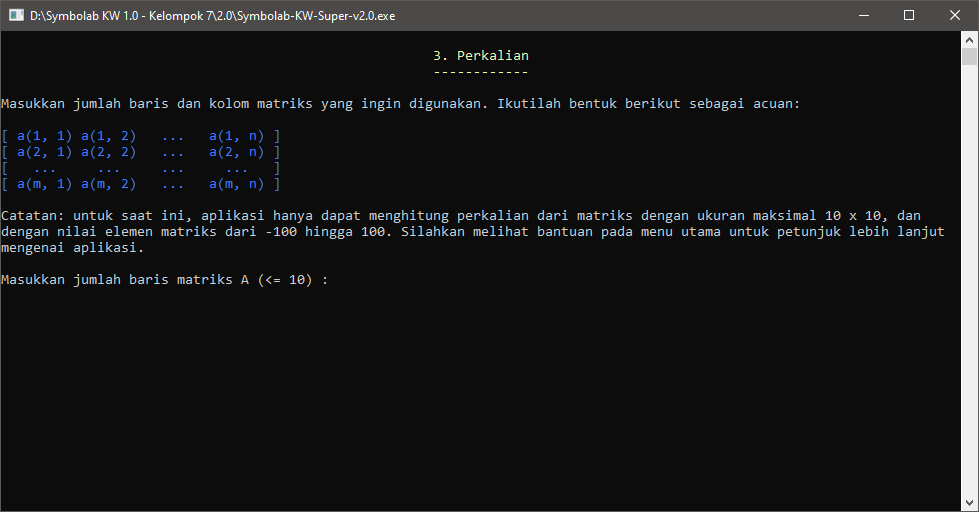 D:\Symbolab KW 1.0 - Kelompok 7\2.0\Symbolab-KW-Super-v2.0.exe
3. Perkalian
------------
Masukkan jumlah baris dan kolom matriks yang ingin digunakan. Ikutilah bentuk berikut sebagai acuan:
[ a(1, 1) a(1, 2)   ...   a(1, n) ]
[ a(2, 1) a(2, 2)   ...   a(2, n) ]
[   ...     ...     ...     ...   ]
[ a(m, 1) a(m, 2)   ...   a(m, n) ]
Catatan: untuk saat ini, aplikasi hanya dapat menghitung perkalian dari matriks dengan ukuran maksimal 10 x 10, dan
dengan nilai elemen matriks dari -100 hingga 100. Silahkan melihat bantuan pada menu utama untuk petunjuk lebih lanjut
mengenai aplikasi.
Masukkan jumlah baris matriks A (<= 10) :